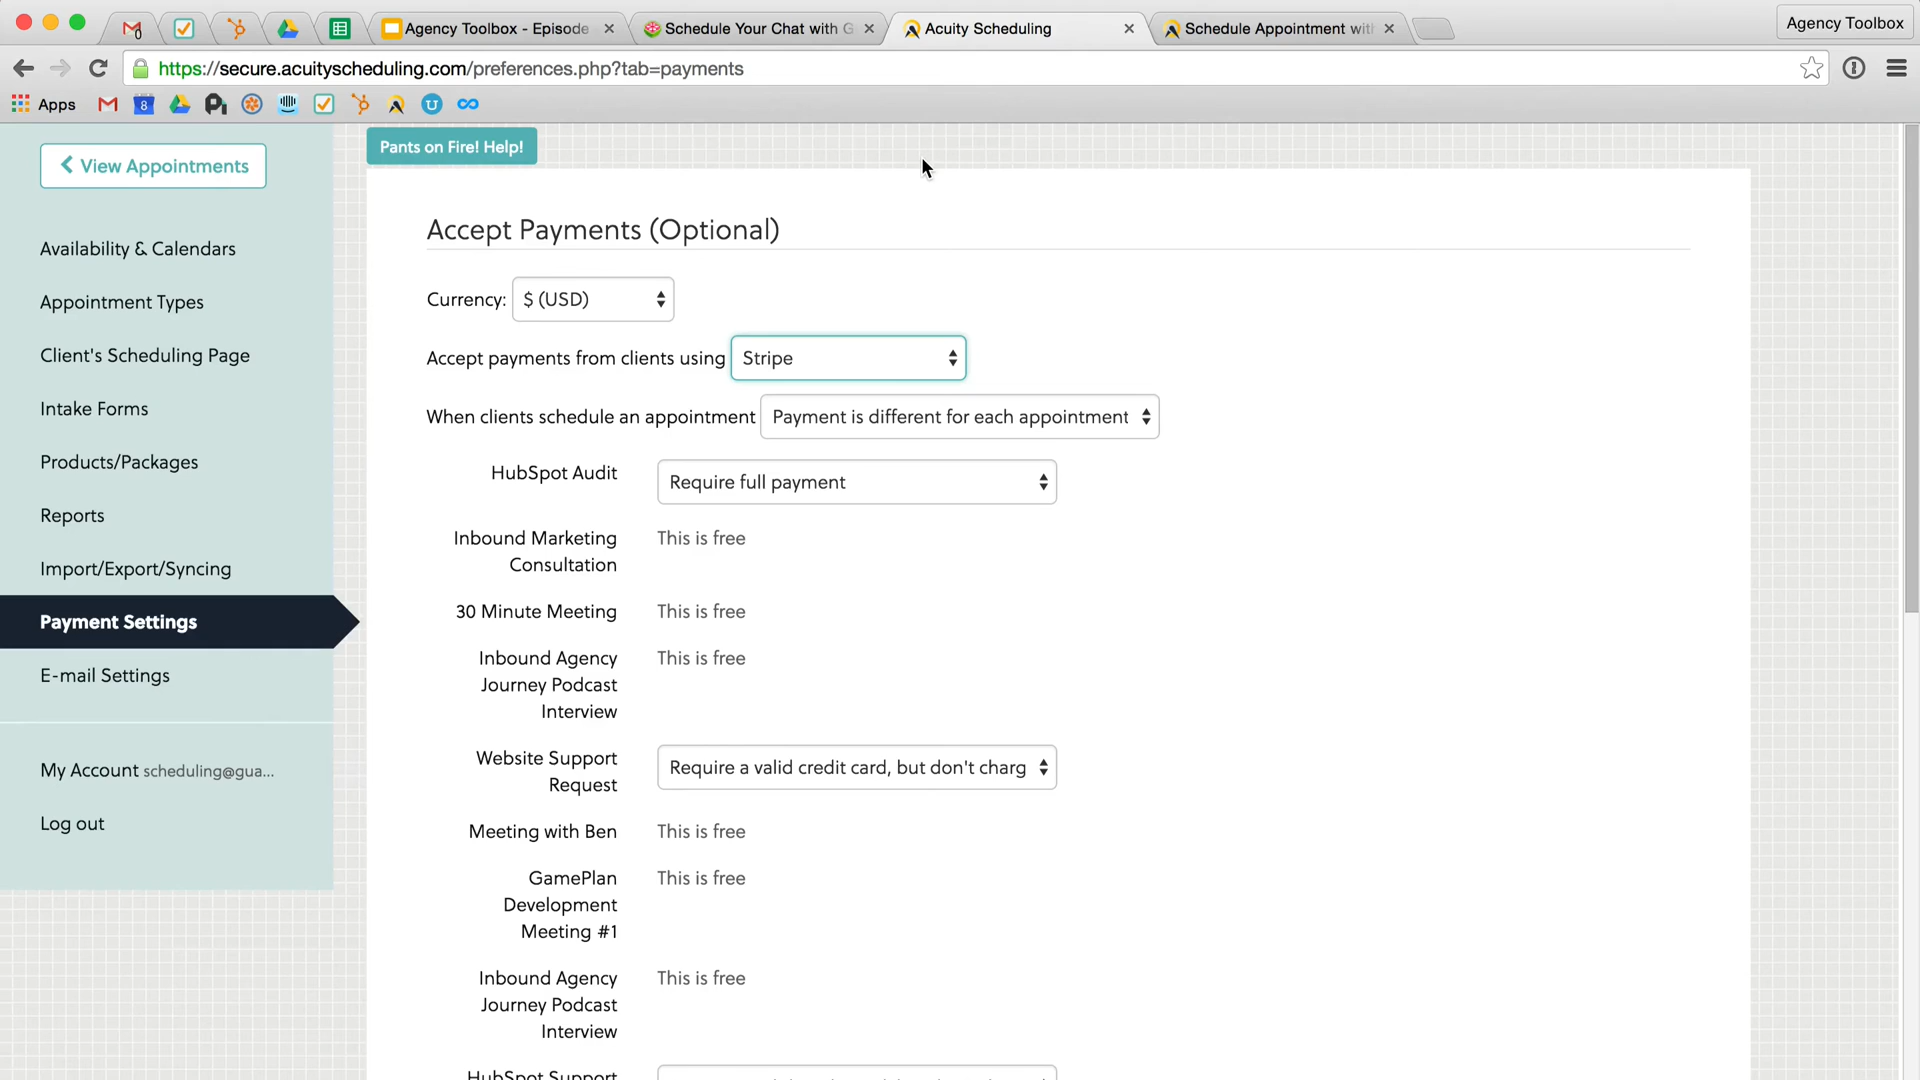 Agency Toolbox - Episode
Schedule Your Chat with G
Acuity Scheduling
Schedule Appointment wit
Agency Toolbox
https://secure.acuityscheduling.com/preferences.php?tab=payments
Apps
8
View Appointments
Availability & Calendars
Appointment Types
Client's Scheduling Page
Intake Forms
Products/Packages
Reports
Import/Export/Syncing
Payment Settings
E-mail Settings
My Account scheduling@gua...
Log out
Pants on Fire! Help!
Accept Payments (Optional)
Currency: $ (USD)
Accept payments from clients using Stripe
When clients schedule an appointment Payment is different for each appointment
HubSpot Audit Require full payment
Inbound Marketing This is free
Consultation
30 Minute Meeting This is free
Inbound Agency This is free
Journey Podcast
Interview
Website Support Require a valid credit card, but don't charg
Request
Meeting with Ben This is free
GamePlan This is free
Development
Meeting #1
Inbound Agency This is free
Journey Podcast
Interview
HubSpot Support